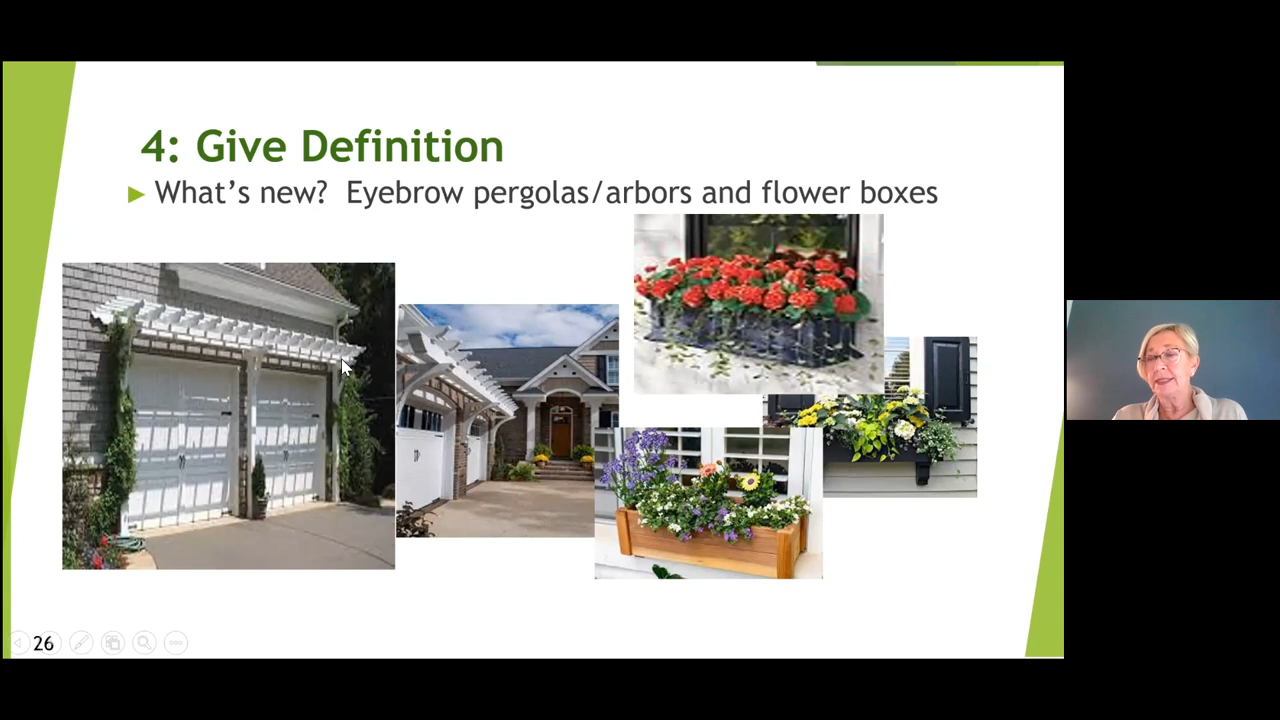 4: Give Definition
What’s new?  Eyebrow pergolas/arbors and flower boxes
26